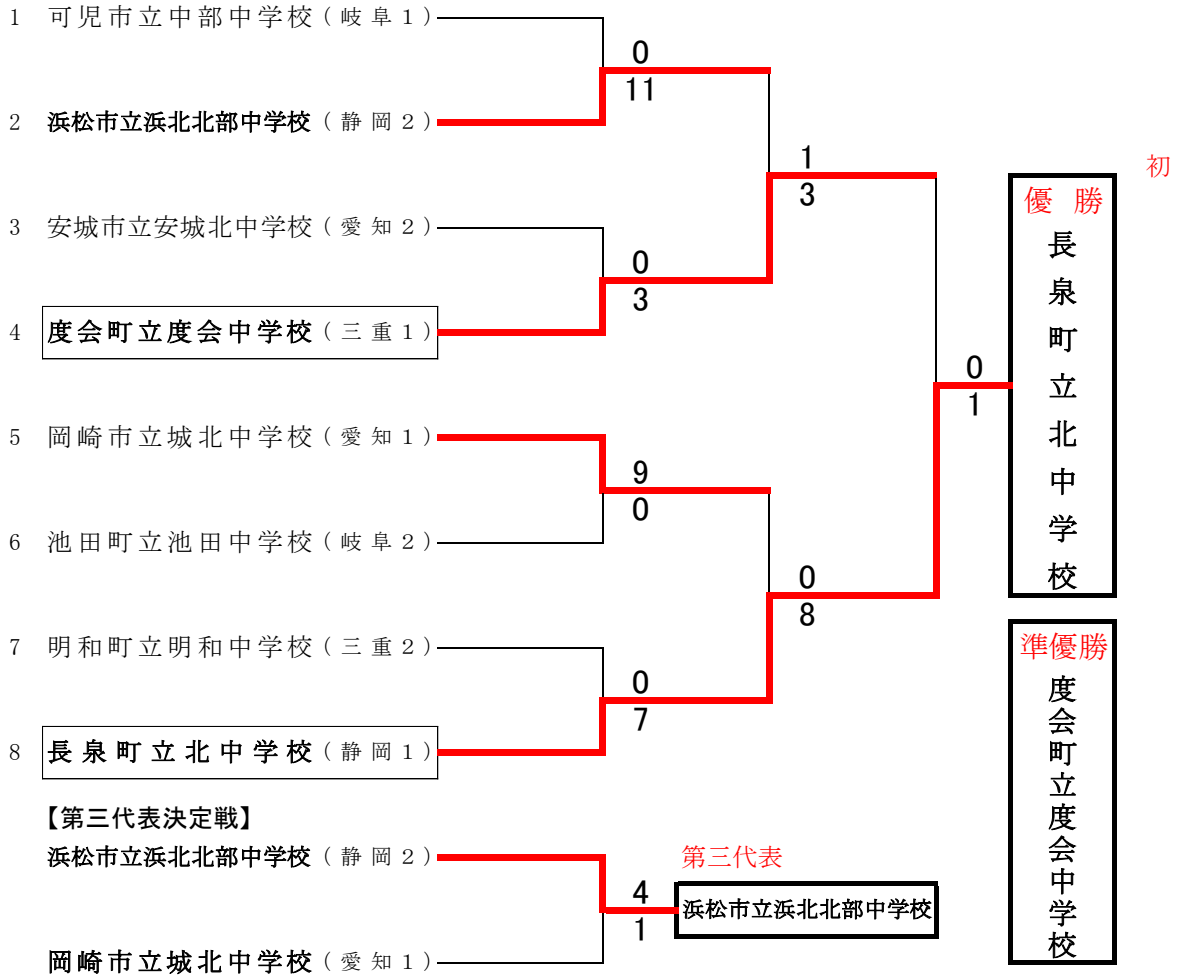 1 可児市立中部中学校（岐阜1）
0
11
2 浜松市立浜北北部中学校（静岡2）
1
3
初
3 安城市立安城北中学校（愛知2）
0
3
4 度会町立度会中学校（三重1）
0
1
優勝
長泉町立北中学校
5 岡崎市立城北中学校（愛知1）
9
0
6 池田町立池田中学校（岐阜2）
0
8
7 明和町立明和中学校（三重2）
0
7
8 長泉町立北中学校（静岡1）
準優勝
度会町立度会中学校
【第三代表決定戦】
浜松市立浜北北部中学校（静岡2）
第三代表
4
1
浜松市立浜北北部中学校
岡崎市立城北中学校（愛知1）